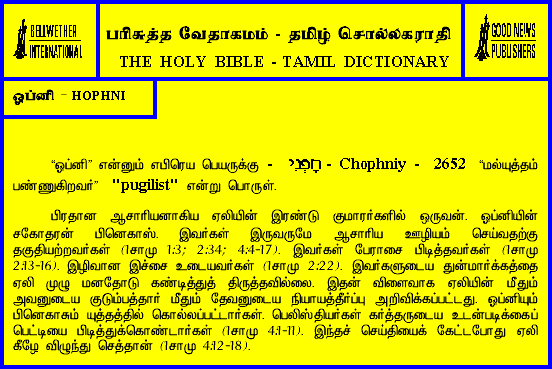 BELLWETHER
INTERNATIONAL
பரிசுத்த வேதாகமம் - தமிழ் சொல்லகராதி
THE HOLY BIBLE - TAMIL DICTIONARY
GOOD NEWS
PUBLISHERS
ஓப்னி - HOPHNI
“ஓப்னி” என்னும் எபிரெய பெயருக்கு - חָפְנִי - Chophniy - 2652 “மல்யுத்தம்
பண்ணுகிறவர்” "pugilist" என்று பொருள்.
பிரதான ஆசாரியனாகிய ஏலியின் இரண்டு குமாரர்களில் ஒருவன். ஓப்னியின்
சகோதரன் பினெகாஸ். இவர்கள் இருவருமே ஆசாரிய ஊழியம் செய்வதற்கு
தகுதியற்றவர்கள் (1சாமு 1:3; 2:34; 4:4-17). இவர்கள் பேராசை பிடித்தவர்கள் (1சாமு
2:13-16). இழிவான இச்சை உடையவர்கள் (1சாமு 2:22). இவர்களுடைய துன்மார்க்கத்தை
ஏலி முழு மனதோடு கண்டித்துத் திருத்தவில்லை. இதன் விளைவாக ஏலியின் மீதும்
அவனுடைய குடும்பத்தார் மீதும் தேவனுடைய நியாயத்தீர்ப்பு அறிவிக்கப்பட்டது. ஓப்னியும்
பினெகாசும் யுத்தத்தில் கொல்லப்பட்டார்கள். பெலிஸ்தியர்கள் கர்த்தருடைய உடன்படிக்கைப்
பெட்டியை பிடித்துக்கொண்டார்கள் (1சாமு 4:1-11). இந்தச் செய்தியைக் கேட்டபோது ஏலி
கீழே விழுந்து செத்தான் (1சாமு 4:12-18).